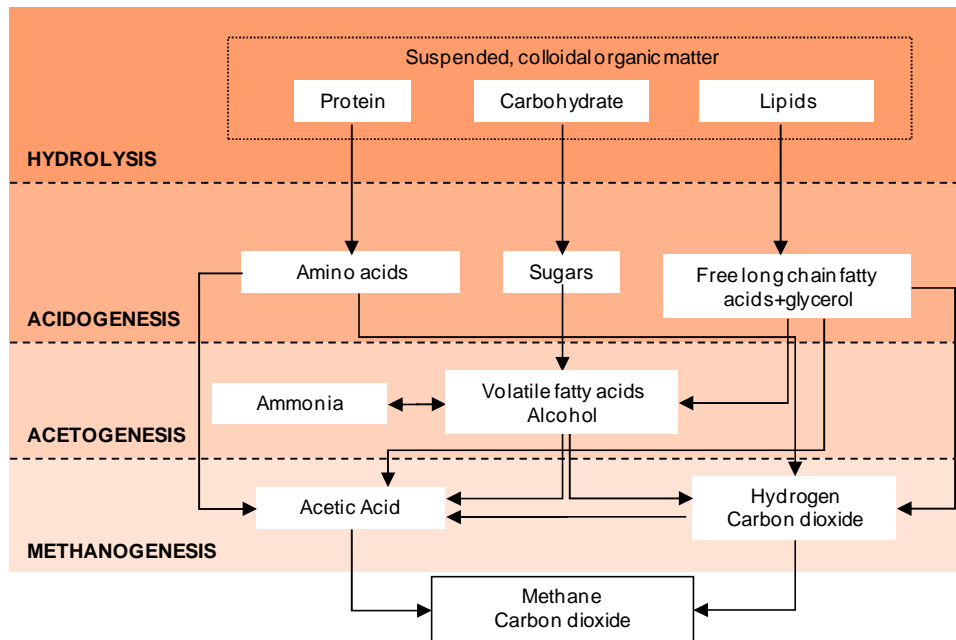 Suspended, colloidal organic matter
Protein
Carbohydrate
Lipids
HYDROLYSIS
Amino acids
Sugars
Free long chain fatty
acids+glycerol
ACIDOGENESIS
Volatile fatty acids
Alcohol
Ammonia
ACETOGENESIS
Acetic Acid
Hydrogen
Carbon dioxide
METHANOGENESIS
Methane
Carbon dioxide